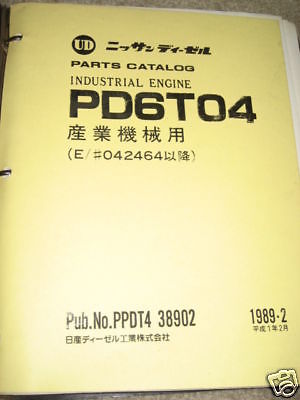 UD ニッサンディーゼル
PARTS CATALOG
INDUSTRIAL ENGINE
PD6T04
産業機械用
(E/♯042464以降)
Pub.No.PPDT4 38902 1989-2
日産ディーゼル工業株式会社 平成1年2月